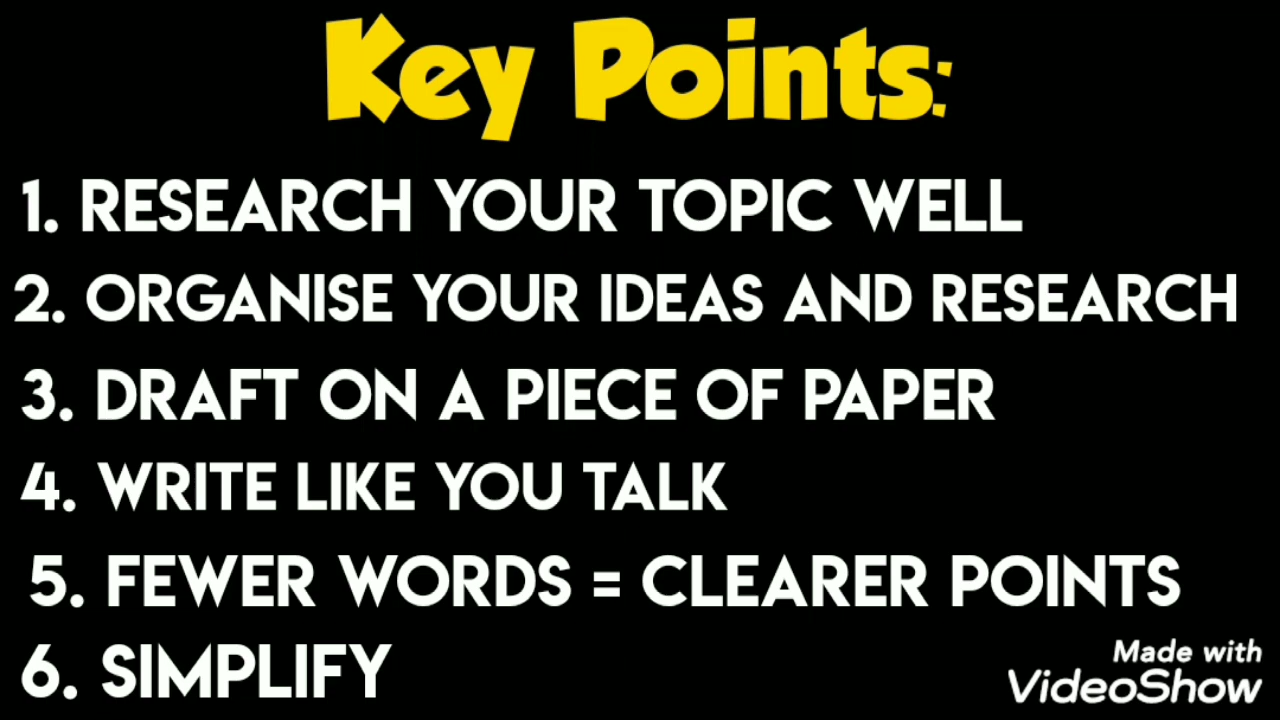 Key Points:
1. RESEARCH YOUR TOPIC WELL
2. ORGANISE YOUR IDEAS AND RESEARCH
3. DRAFT ON A PIECE OF PAPER
4. WRITE LIKE YOU TALK
5. FEWER WORDS = CLEARER POINTS
6. SIMPLIFY
Made with
VideoShow